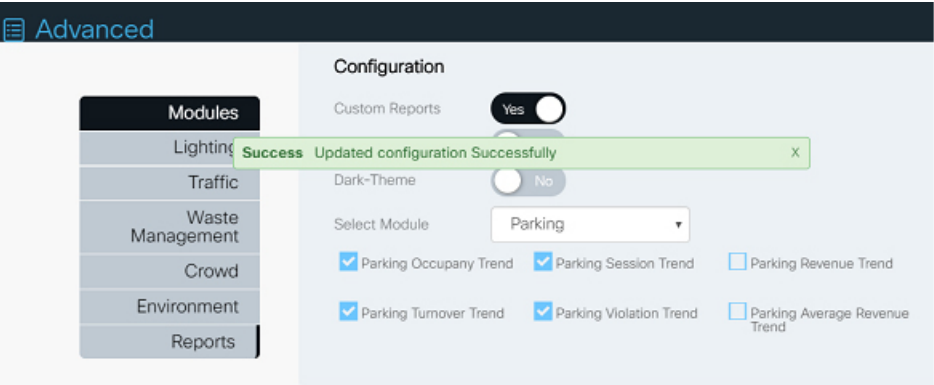 Advanced
Configuration
Modules
Custom Reports Yes
Lighting
Success Updated configuration Successfully X
Traffic
Dark-Theme No
Waste
Management
Select Module Parking
Crowd
Parking Occupany Trend Parking Session Trend Parking Revenue Trend
Environment
Parking Turnover Trend Parking Violation Trend Parking Average Revenue
Trend
Reports